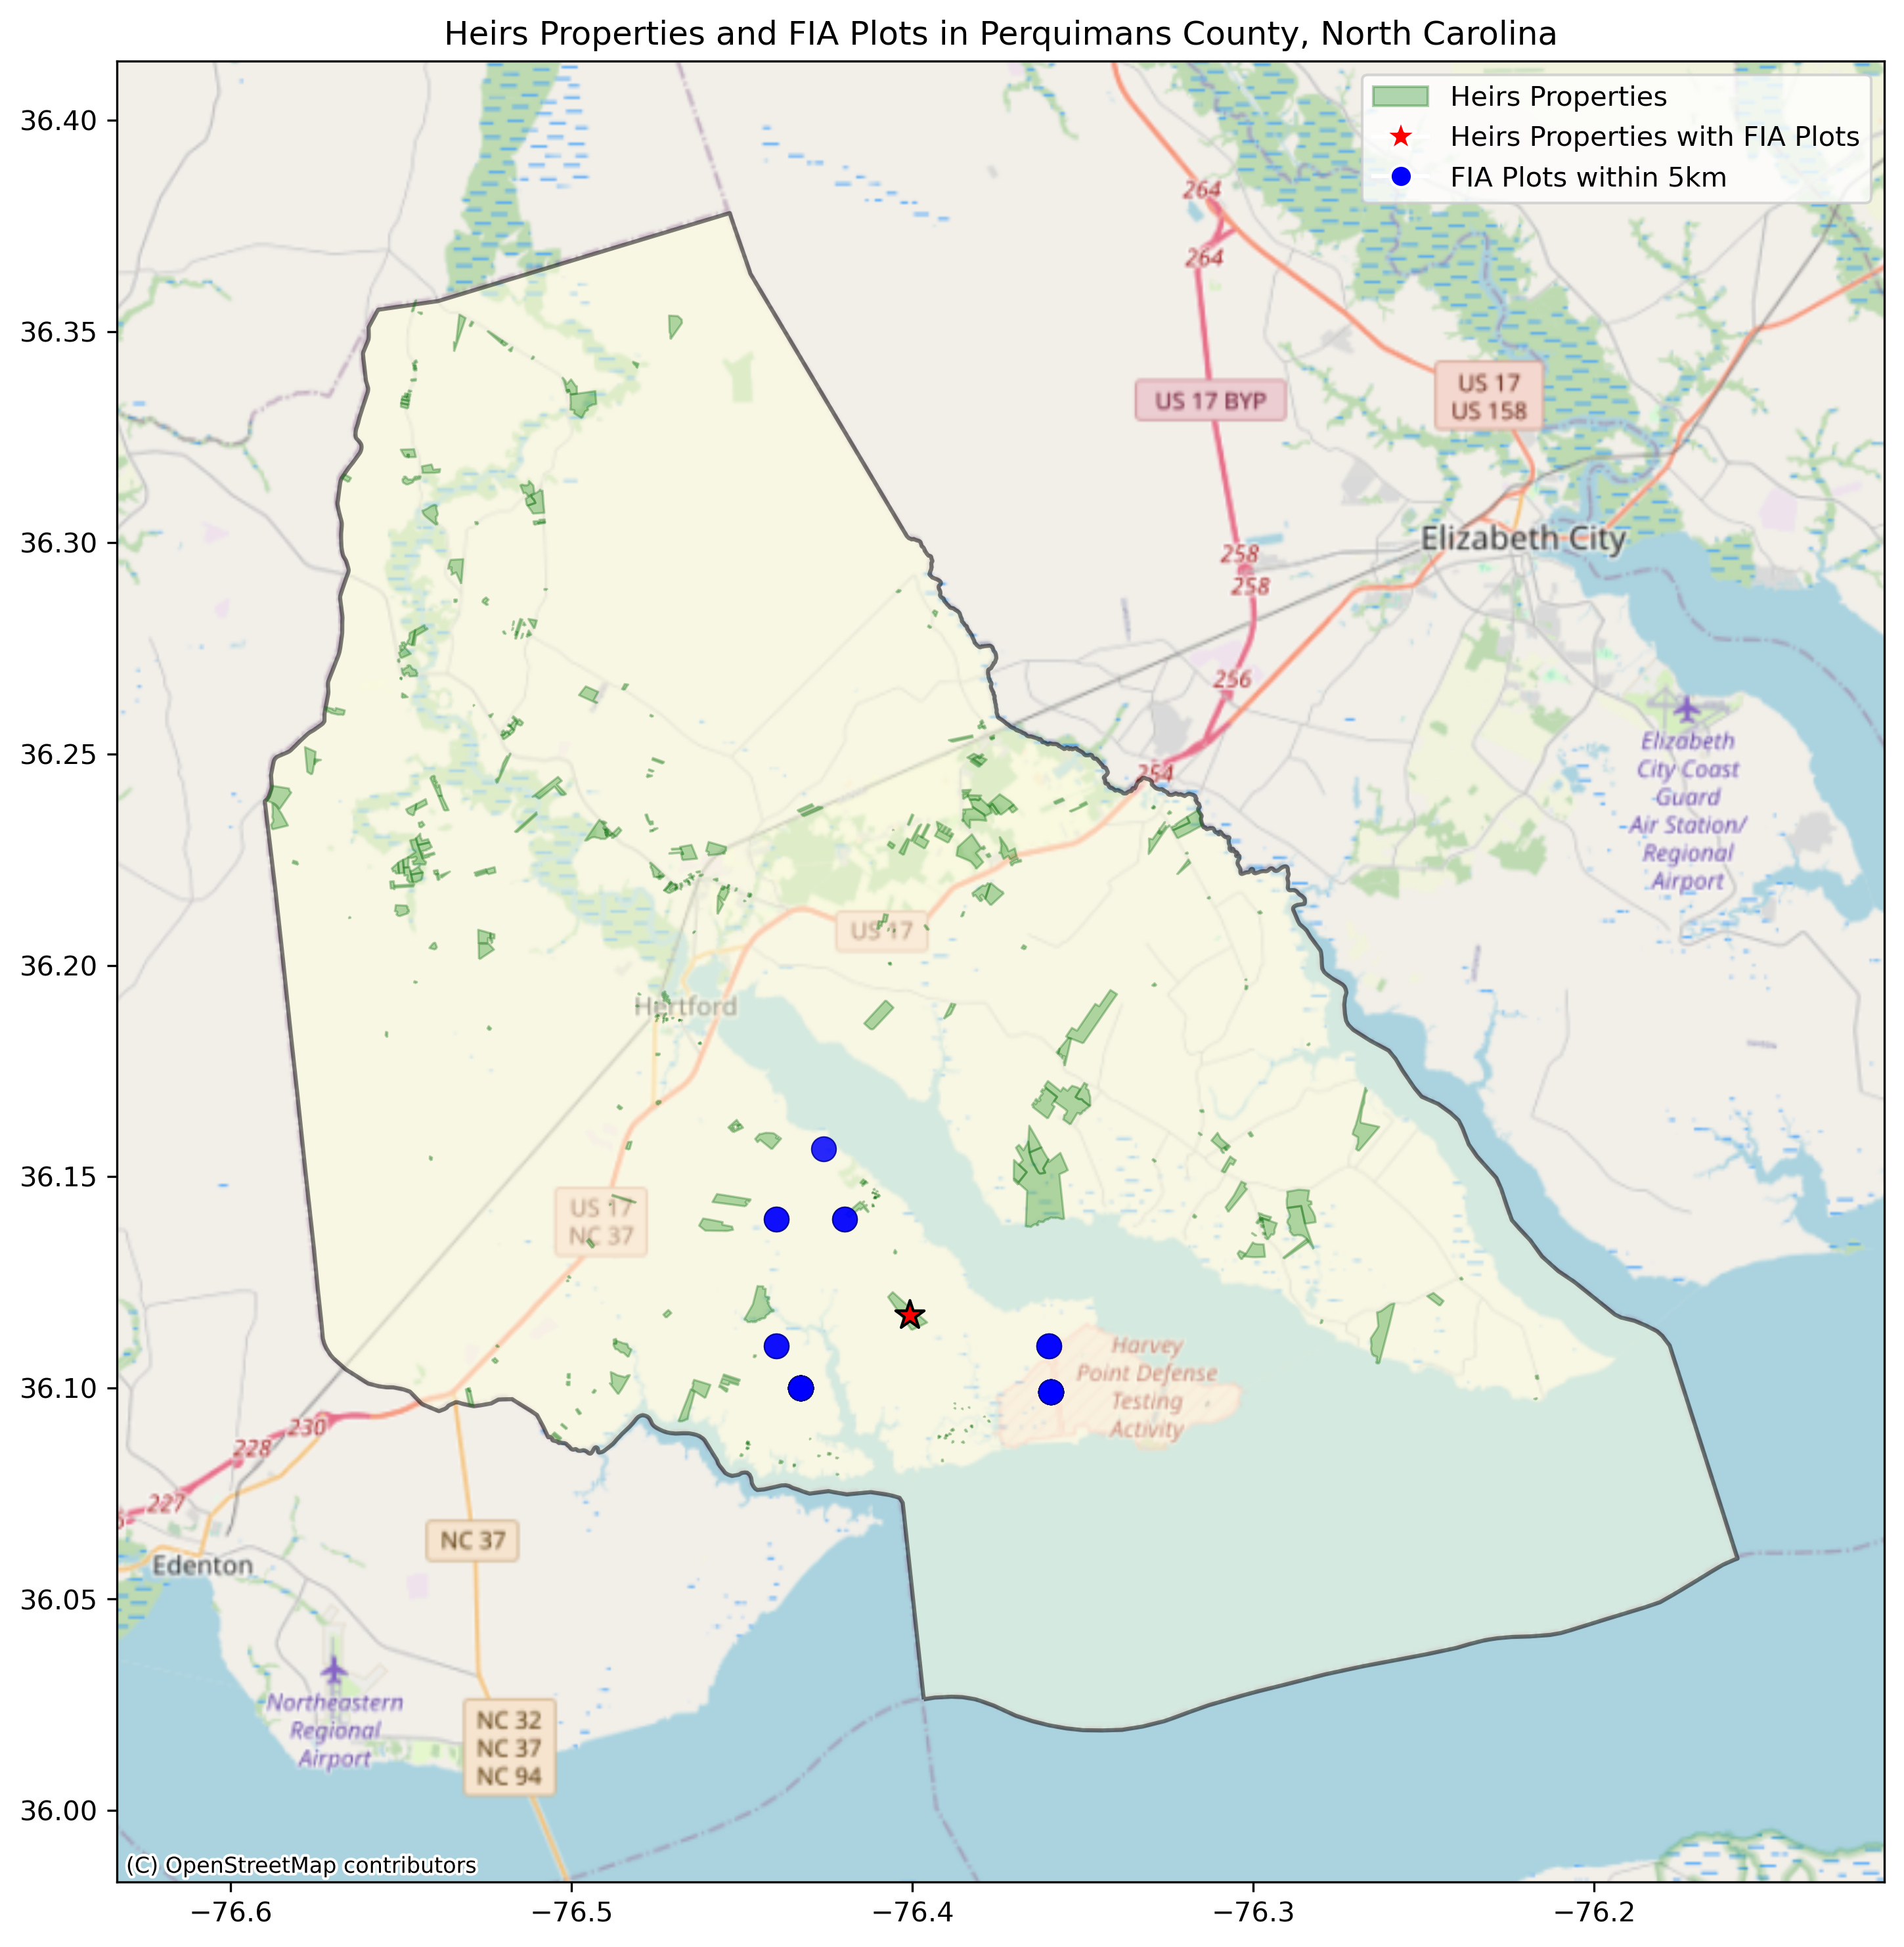 Heirs Properties and FIA Plots in Perquimans County, North Carolina
Heirs Properties
Heirs Properties with FIA Plots
FIA Plots within 5km
36.40
36.35
36.30
36.25
36.20
36.15
36.10
36.05
36.00
264
264
US 17 BYP
US 17
US 158
258
258
Elizabeth City
256
254
Elizabeth
City Coast
Guard
Air Station/
Regional
Airport
US 17
Hertford
US 17
NC 37
Harvey
Point Defense
Testing
Activity
230
228
227
NC 37
Edenton
Northeastern
Regional
Airport
NC 32
NC 37
NC 94
(C) OpenStreetMap contributors
−76.6
−76.5
−76.4
−76.3
−76.2